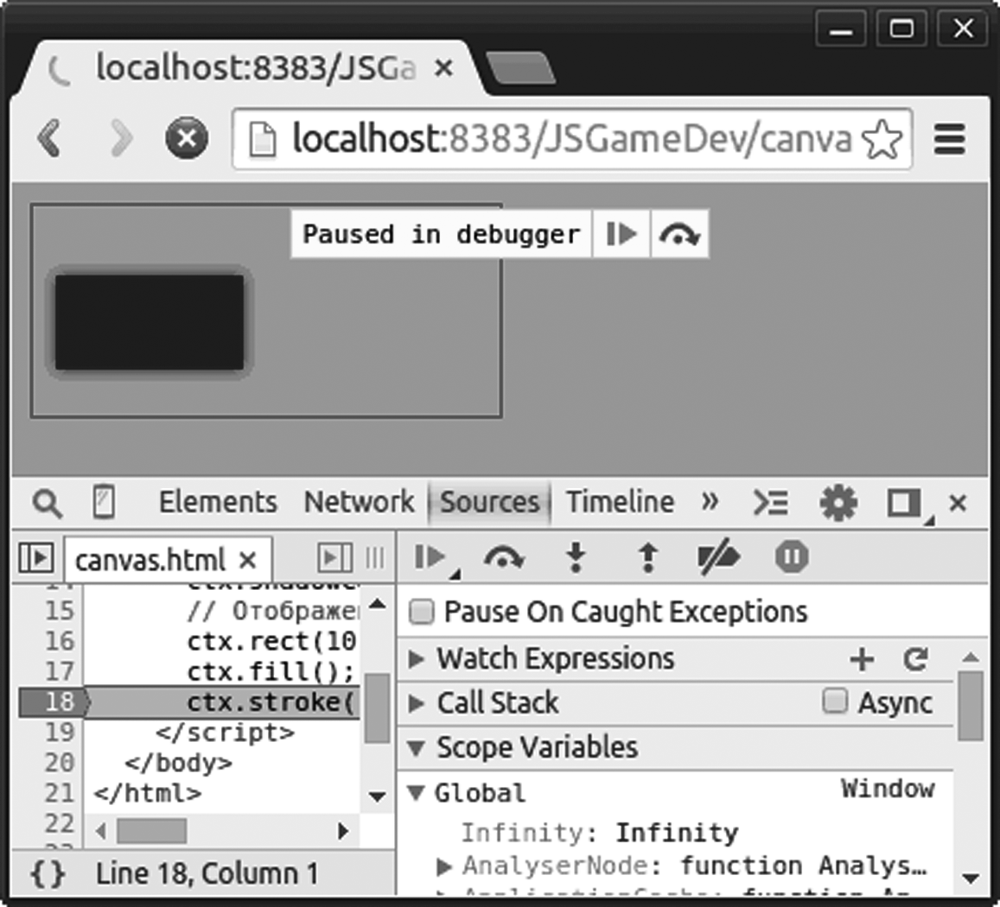 localhost:8383/JSGa
localhost:8383/JSGameDev/canva
Paused in debugger
Elements Network Sources Timeline »
canvas.html
15 // Отображе
16 ctx.rect(10
17 ctx.fill();
18 ctx.stroke(
19 </script>
20 </body>
21 </html>
22
{} Line 18, Column 1
Pause On Caught Exceptions
Watch Expressions
Call Stack Async
Scope Variables
Global Window
Infinity: Infinity
AnalyserNode: function Analys…